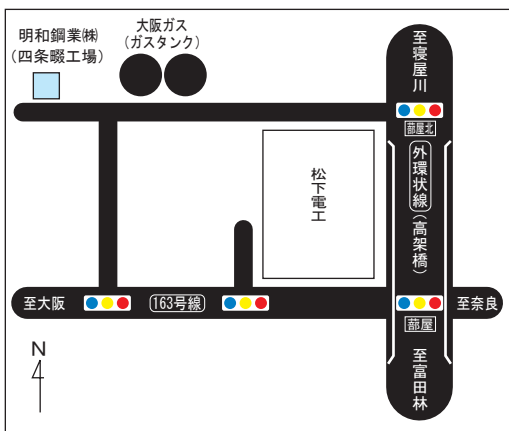 明和鋼業㈱
(四条畷工場)
大阪ガス
(ガスタンク)
至寝屋川
蔀屋北
外環状線(高架橋)
松下電工
至大阪
163号線
至奈良
蔀屋
至富田林
N